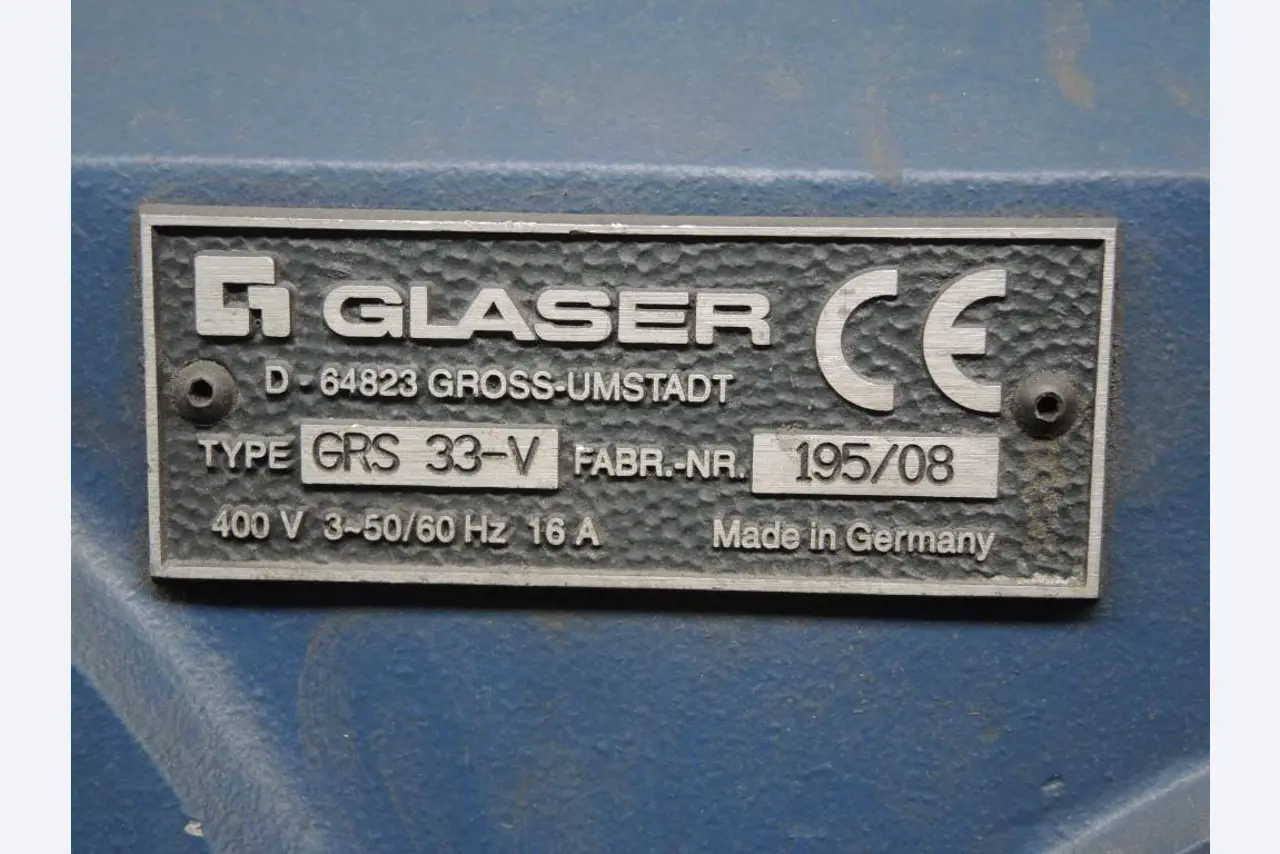 GLASER CE
D - 64823 GROSS-UMSTADT
TYPE GRS 33-V FABR.-NR. 195/08
400 V 3~50/60 Hz 16 A Made in Germany